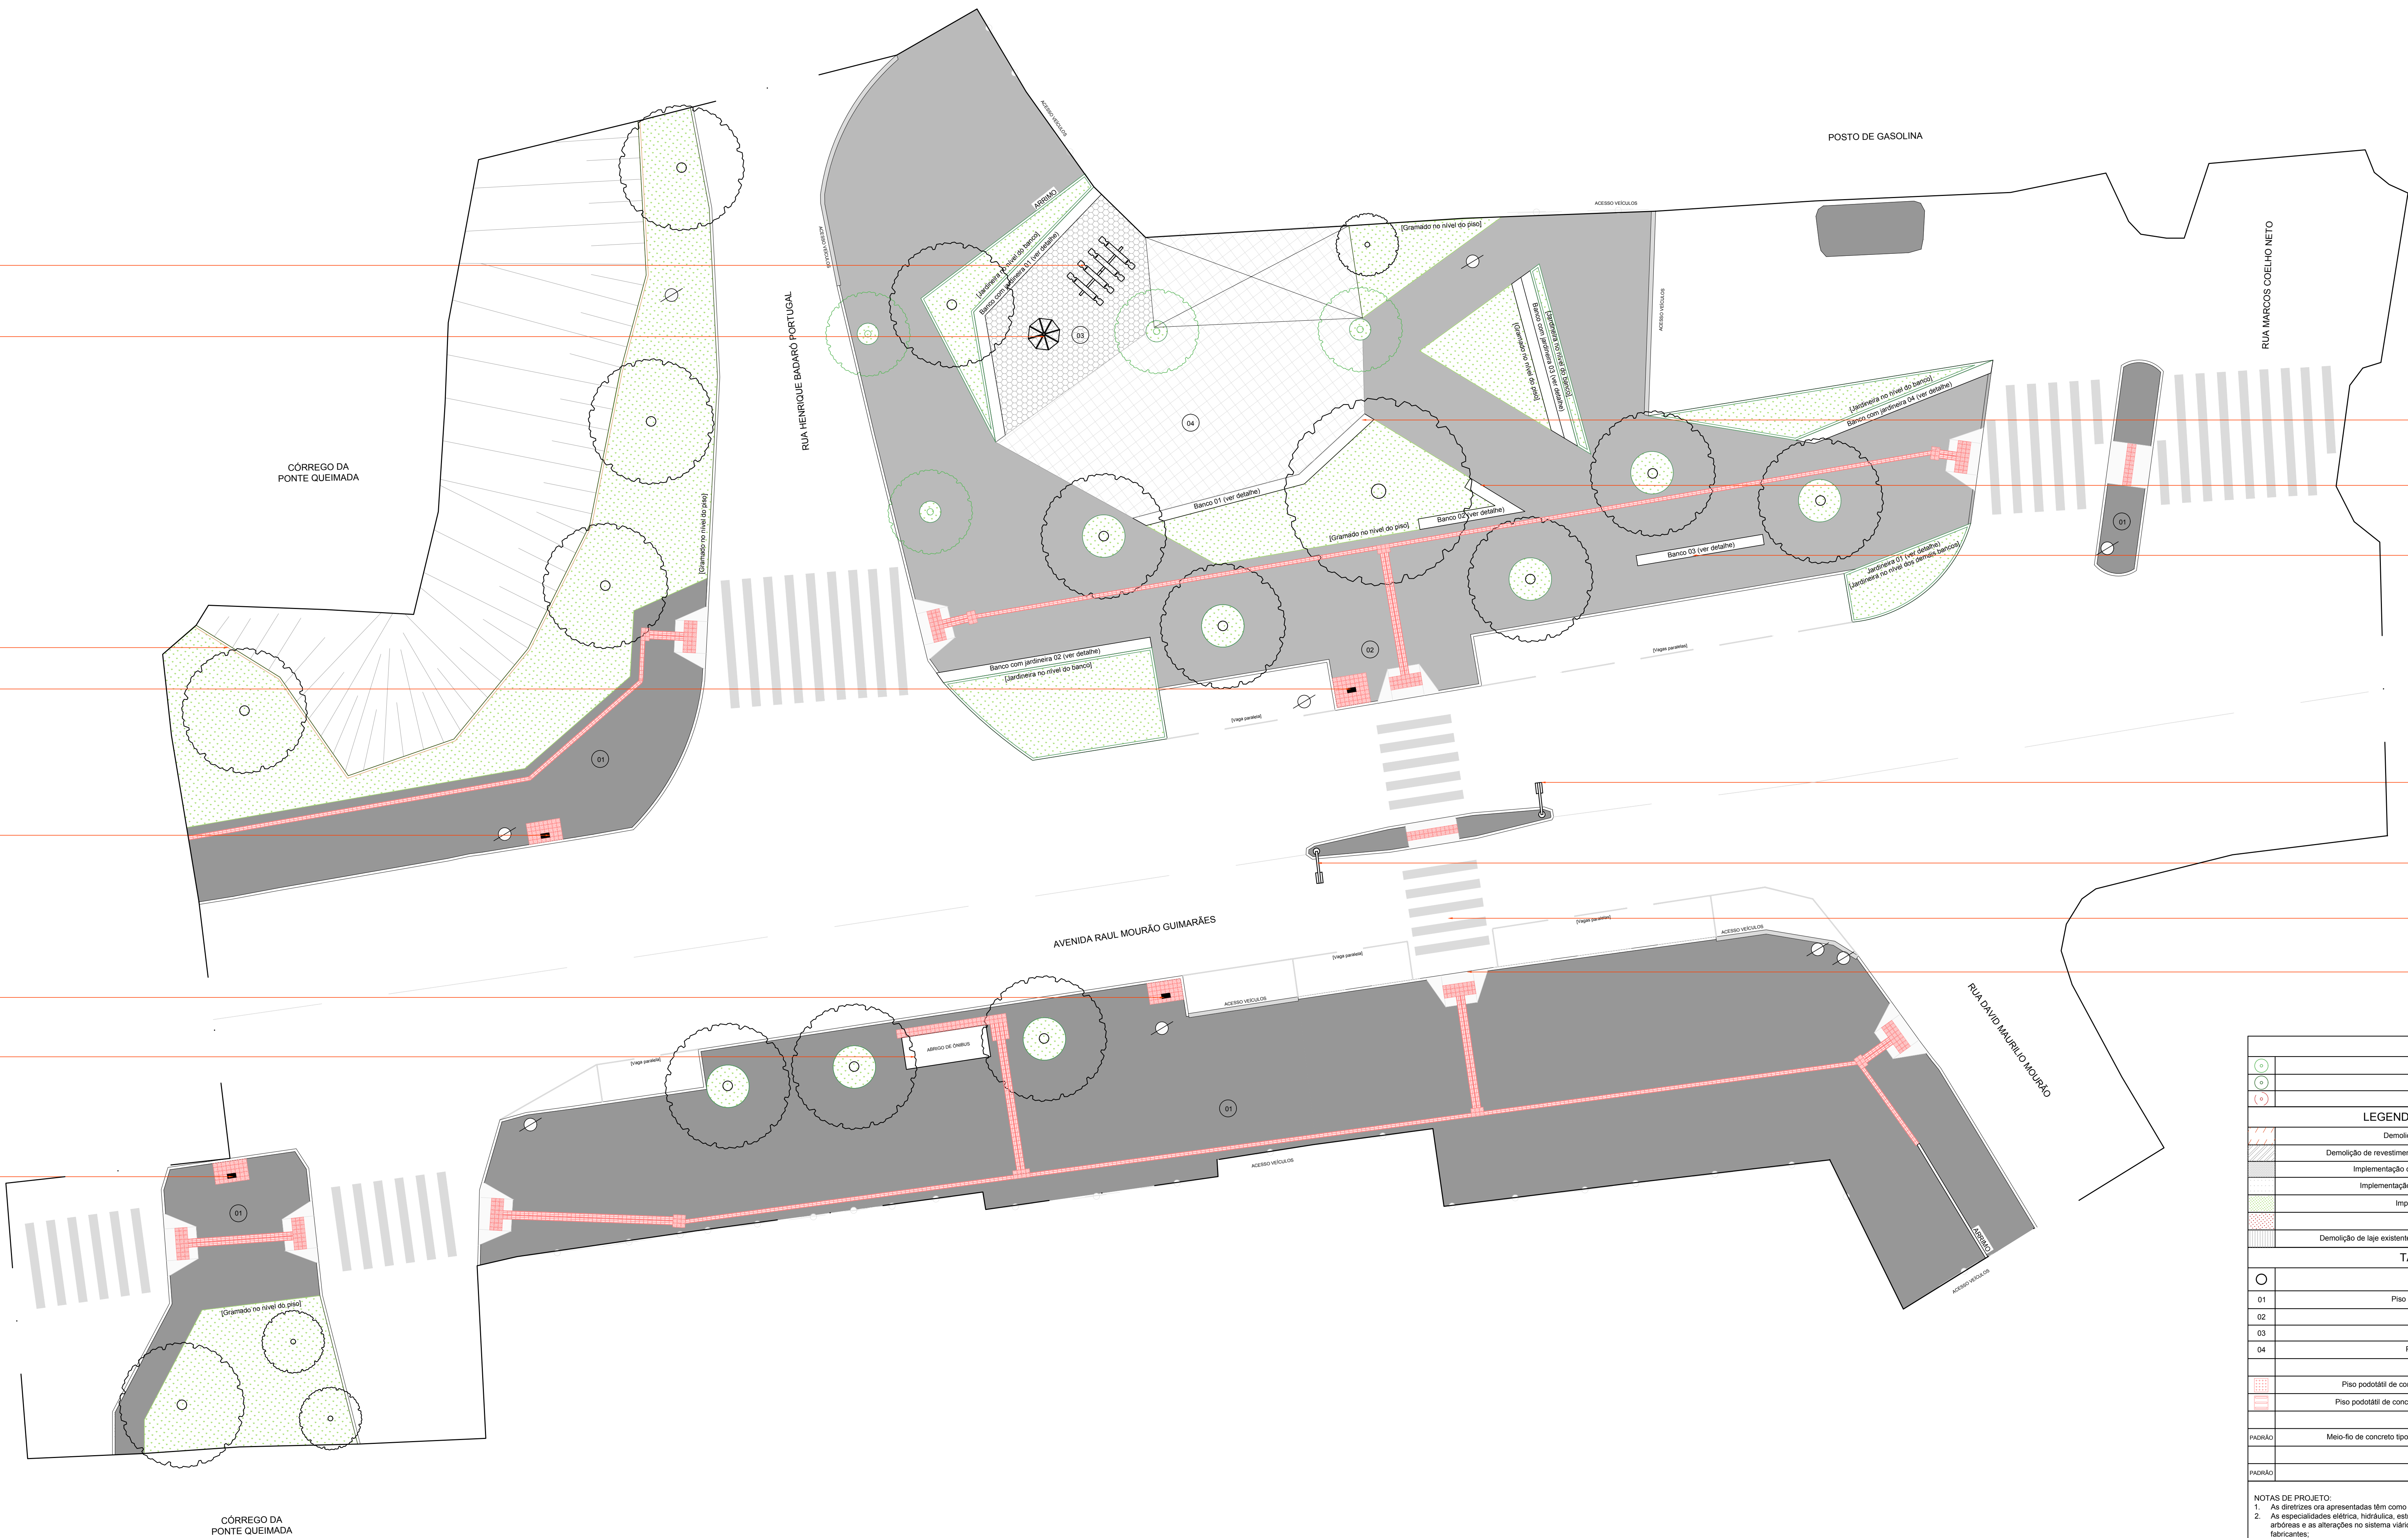 POSTO DE GASOLINA
ACESSO VEÍCULOS
ACESSO VEÍCULOS
ARRIMO
[Jardineira no nível do banco]
Banco com jardineira 01 (ver detalhe)
[Gramado no nível do piso]
ACESSO VEÍCULOS
ACESSO VEÍCULOS
RUA MARCOS COELHO NETO
RUA HENRIQUE BADARÓ PORTUGAL
03
04
[Gramado no nível do piso]
Banco com jardineira 03 (ver detalhe)
[Jardineira no nível do banco]
[Jardineira no nível do banco]
Banco com jardineira 04 (ver detalhe)
CÓRREGO DA
PONTE QUEIMADA
[Gramado no nível do piso]
Banco 01 (ver detalhe)
[Gramado no nível do piso]
Banco 02 (ver detalhe)
Banco 03 (ver detalhe)
Jardineira 01 (ver detalhe)
[Jardineira no nível dos demais bancos]
01
Banco com jardineira 02 (ver detalhe)
[Jardineira no nível do banco]
02
[Vagas paralelas]
[Vaga paralela]
01
AVENIDA RAUL MOURÃO GUIMARÃES
[Vagas paralelas]
ACESSO VEÍCULOS
[Vaga paralela]
ACESSO VEÍCULOS
RUA DAVID MAURILIO MOURÃO
ABRIGO DE ÔNIBUS
[Vaga paralela]
01
ACESSO VEÍCULOS
01
ARRIMO
ACESSO VEÍCULOS
[Gramado no nível do piso]
CÓRREGO DA
PONTE QUEIMADA
LEGEND
Demoli
Demolição de revestimen
Implementação d
Implementação
Imp
Demolição de laje existente
TA
01 Piso
02
03
04
Piso podotátil de con
Piso podotátil de conc
PADRÃO Meio-fio de concreto tipo
PADRÃO
NOTAS DE PROJETO:
1. As diretrizes ora apresentadas têm como
2. As especialidades elétrica, hidráulica, est
arbóreas e as alterações no sistema viári
fabricantes;